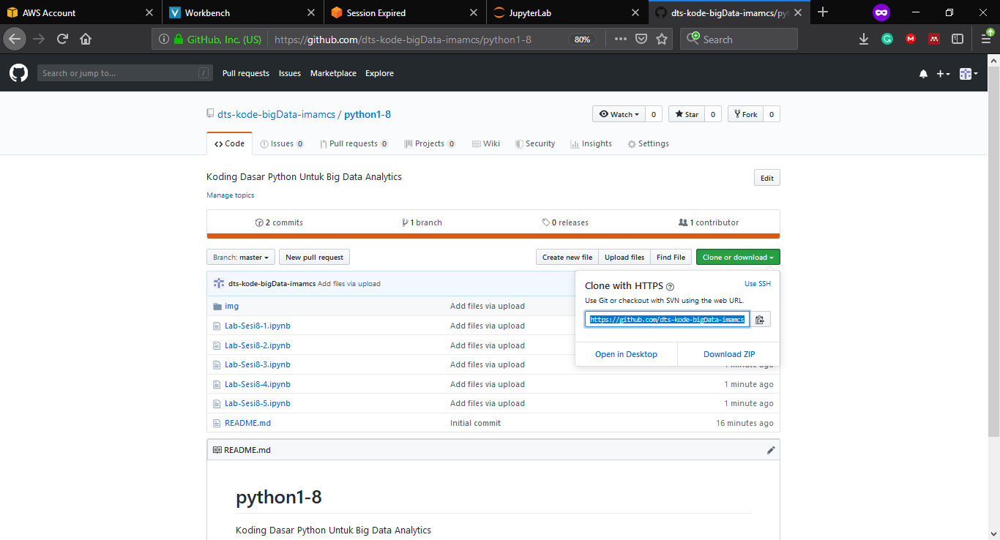 AWS Account
Workbench
Session Expired
JupyterLab
dts-kode-bigData-imamcs/pyt
GitHub, Inc. (US)
https://github.com/dts-kode-bigData-imamcs/python1-8
80%
Search
Search or jump to...
/
Pull requests Issues Marketplace Explore
dts-kode-bigData-imamcs / python1-8
Watch 0
Star 0
Fork 0
Code
Issues 0
Pull requests 0
Projects 0
Wiki
Security
Insights
Settings
Koding Dasar Python Untuk Big Data Analytics
Edit
Manage topics
2 commits
1 branch
0 releases
1 contributor
Branch: master
New pull request
Create new file
Upload files
Find File
Clone or download
dts-kode-bigData-imamcs Add files via upload
Clone with HTTPS
Use SSH
Use Git or checkout with SVN using the web URL.
https://github.com/dts-kode-bigData-imamcs
Open in Desktop
Download ZIP
img Add files via upload
Lab-Sesi8-1.ipynb Add files via upload
Lab-Sesi8-2.ipynb Add files via upload
Lab-Sesi8-3.ipynb Add files via upload 1 minute ago
Lab-Sesi8-4.ipynb Add files via upload 1 minute ago
Lab-Sesi8-5.ipynb Add files via upload 1 minute ago
README.md Initial commit 16 minutes ago
README.md
python1-8
Koding Dasar Python Untuk Big Data Analytics